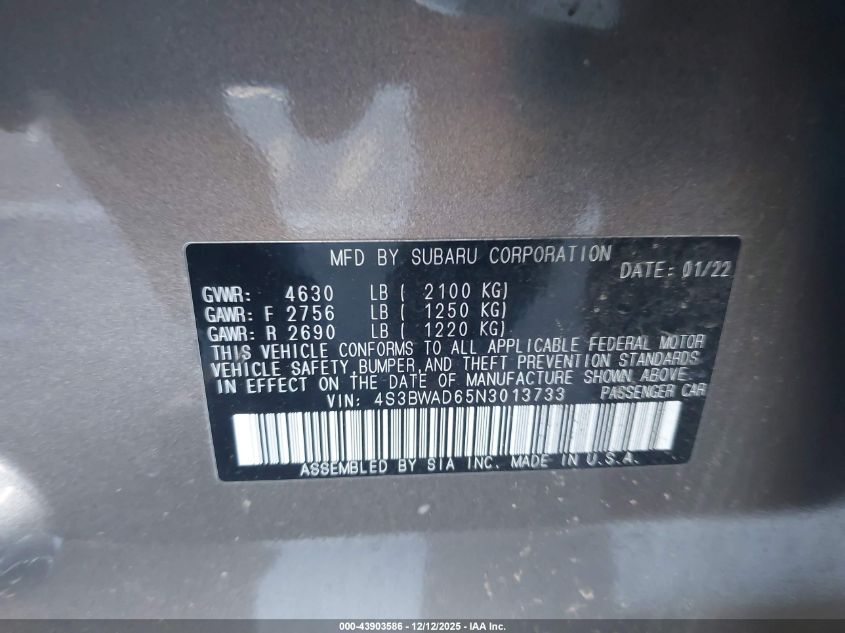 MFD BY SUBARU CORPORATION
DATE: 01/22
GVWR: 4630 LB ( 2100 KG)
GAWR: F 2756 LB ( 1250 KG)
GAWR: R 2690 LB ( 1220 KG)
THIS VEHICLE CONFORMS TO ALL APPLICABLE FEDERAL MOTOR
VEHICLE SAFETY,BUMPER,AND THEFT PREVENTION STANDARDS
IN EFFECT ON THE DATE OF MANUFACTURE SHOWN ABOVE.
VIN: 4S3BWAD65N3013733 PASSENGER CAR
ASSEMBLED BY SIA INC. MADE IN U.S.A.
000-43903586 - 12/12/2025 - IAA Inc.